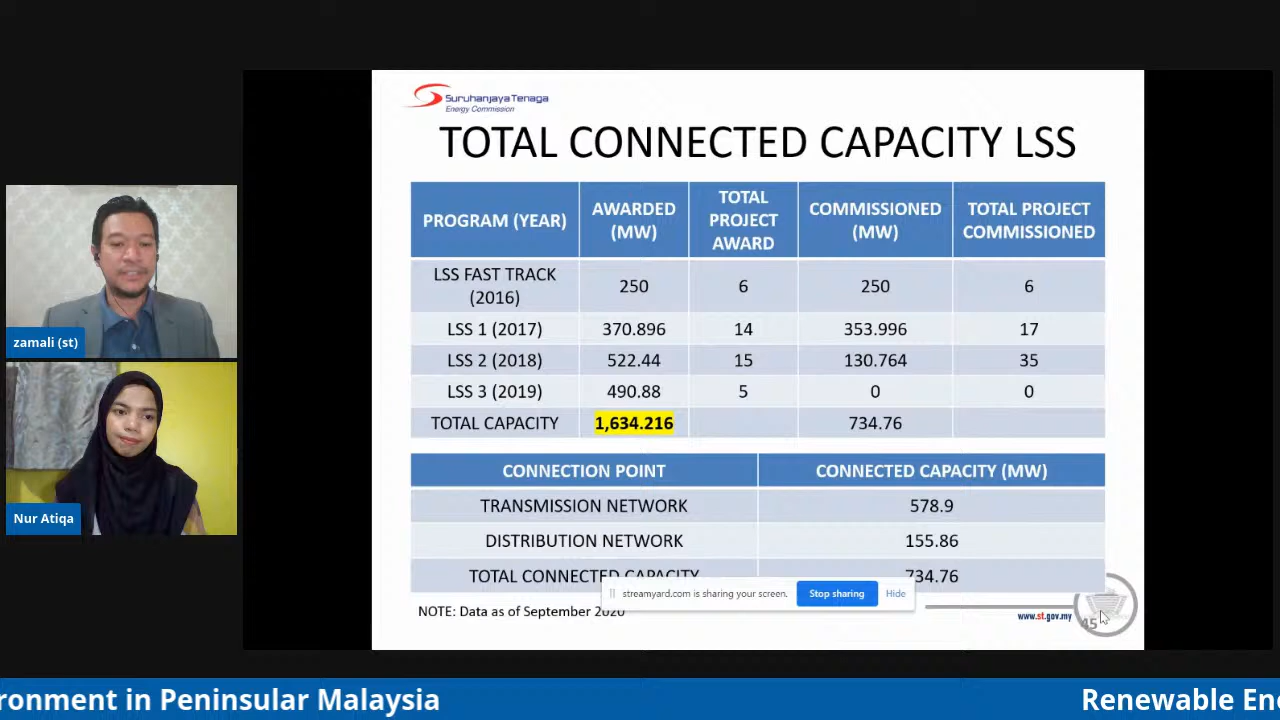 Suruhanjaya Tenaga
Energy Commission
TOTAL CONNECTED CAPACITY LSS
PROGRAM (YEAR) AWARDED (MW) TOTAL PROJECT AWARD COMMISSIONED (MW) TOTAL PROJECT COMMISSIONED
LSS FAST TRACK (2016) 250 6 250 6
LSS 1 (2017) 370.896 14 353.996 17
LSS 2 (2018) 522.44 15 130.764 35
LSS 3 (2019) 490.88 5 0 0
TOTAL CAPACITY 1,634.216 734.76
CONNECTION POINT CONNECTED CAPACITY (MW)
TRANSMISSION NETWORK 578.9
DISTRIBUTION NETWORK 155.86
TOTAL CONNECTED CAPACITY 734.76
streamyard.com is sharing your screen. Stop sharing Hide
NOTE: Data as of September 2020
www.st.gov.my
45
zamali (st)
Nur Atiqa
ronment in Peninsular Malaysia Renewable Ene